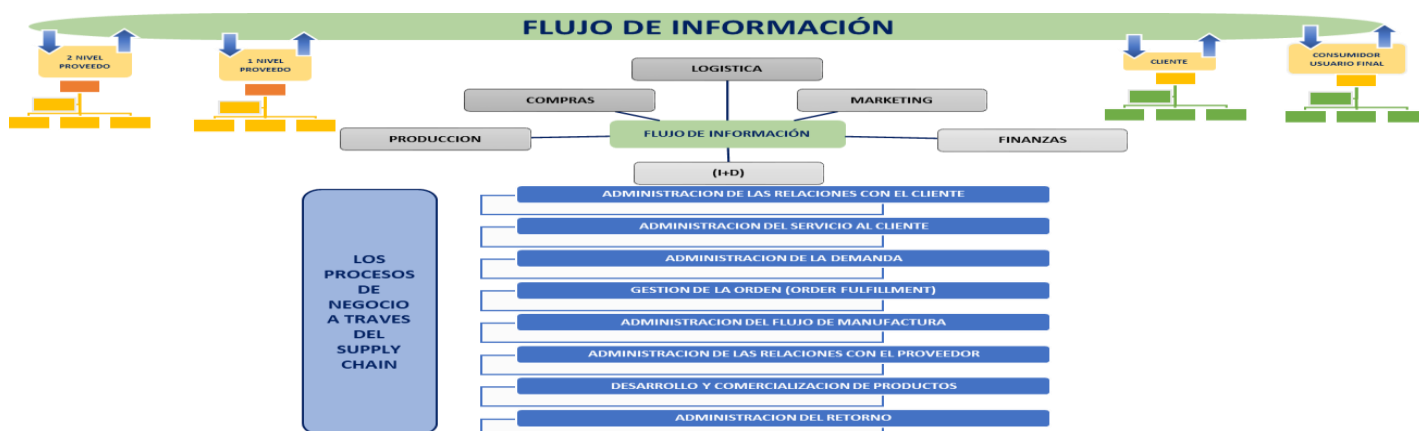 FLUJO DE INFORMACIÓN
2 NIVEL
PROVEEDO
1 NIVEL
PROVEEDO
CLIENTE
CONSUMIDOR
USUARIO FINAL
LOGISTICA
COMPRAS
MARKETING
PRODUCCION
FLUJO DE INFORMACIÓN
FINANZAS
(I+D)
LOS
PROCESOS
DE
NEGOCIO
A TRAVES
DEL
SUPPLY
CHAIN
ADMINISTRACION DE LAS RELACIONES CON EL CLIENTE
ADMINISTRACION DEL SERVICIO AL CLIENTE
ADMINISTRACION DE LA DEMANDA
GESTION DE LA ORDEN (ORDER FULFILLMENT)
ADMINISTRACION DEL FLUJO DE MANUFACTURA
ADMINISTRACION DE LAS RELACIONES CON EL PROVEEDOR
DESARROLLO Y COMERCIALIZACION DE PRODUCTOS
ADMINISTRACION DEL RETORNO